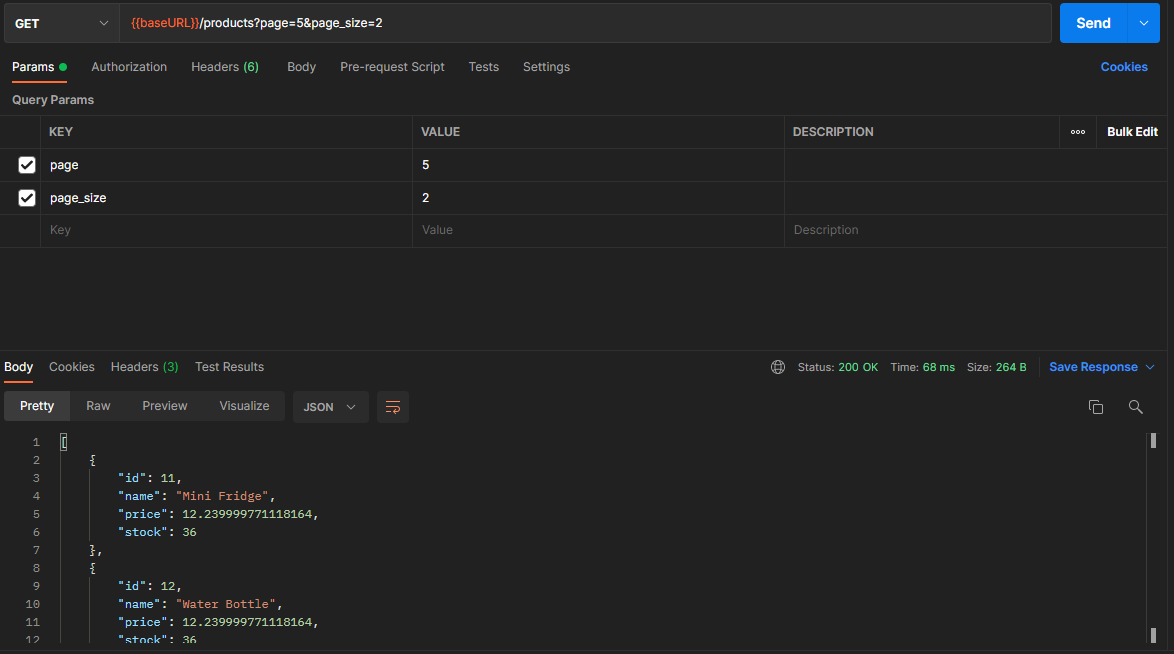 GET {{baseURL}}/products?page=5&page_size=2 Send
Params Authorization Headers (6) Body Pre-request Script Tests Settings Cookies
Query Params
KEY VALUE DESCRIPTION Bulk Edit
page 5
page_size 2
Key Value Description
Body Cookies Headers (3) Test Results Status: 200 OK Time: 68 ms Size: 264 B Save Response
Pretty Raw Preview Visualize JSON
1 [
2 {
3 "id": 11,
4 "name": "Mini Fridge",
5 "price": 12.239999771118164,
6 "stock": 36
7 },
8 {
9 "id": 12,
10 "name": "Water Bottle",
11 "price": 12.239999771118164,
12 "stock": 36